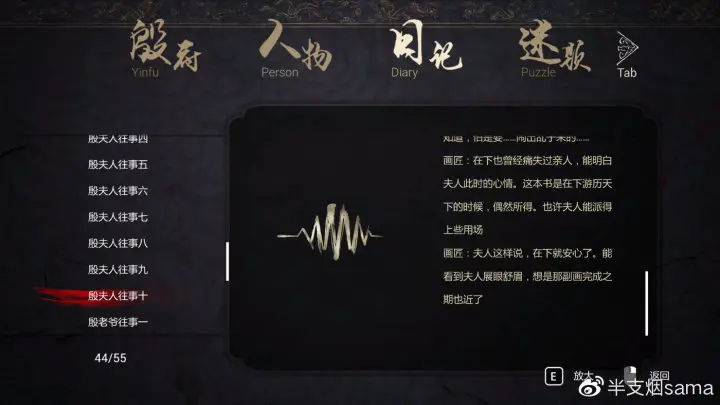 殷府
Yinfu
人物
Person
日记
Diary
迷题
Puzzle
Tab
殷夫人往事四
殷夫人往事五
殷夫人往事六
殷夫人往事七
殷夫人往事八
殷夫人往事九
殷夫人往事十
殷老爷往事一
44/55
画匠：在下也曾经痛失过亲人，能明白
夫人此时的心情。这本书是在下游历天
下的时候，偶然所得。也许夫人能派得
上些用场
画匠：夫人这样说，在下就安心了。能
看到夫人展眼舒眉，想是那副画完成之
期也近了
E 放大
返回
半支烟sama